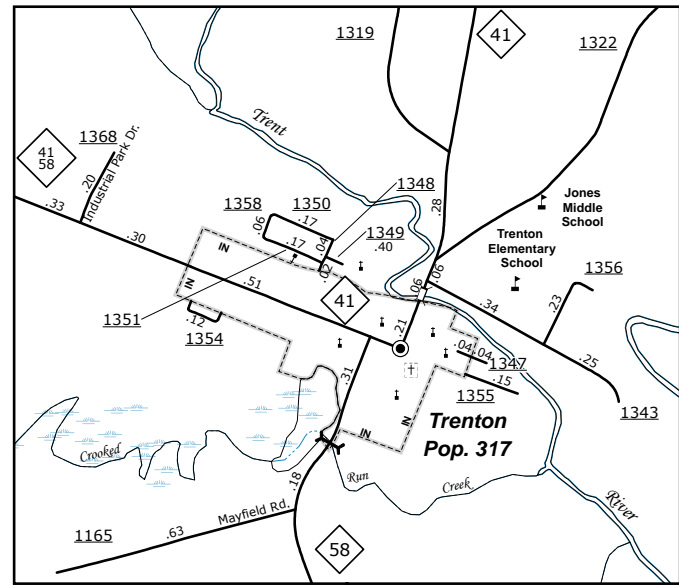 1319
41
1322
Trent
41
58
1368
Industrial Park Dr.
.20
.33
.30
1358
1350
.17
.06
.17
.04
.02
1348
1349
.40
.28
Jones
Middle
School
Trenton
Elementary
School
1356
.23
.06
.06
.34
.25
IN
IN
.51
41
.21
1351
.12
1354
.31
.04
.04
1347
.15
1355
1343
IN
IN
Trenton
Pop. 317
Crooked
Run
Creek
River
.18
Mayfield Rd.
.63
1165
58